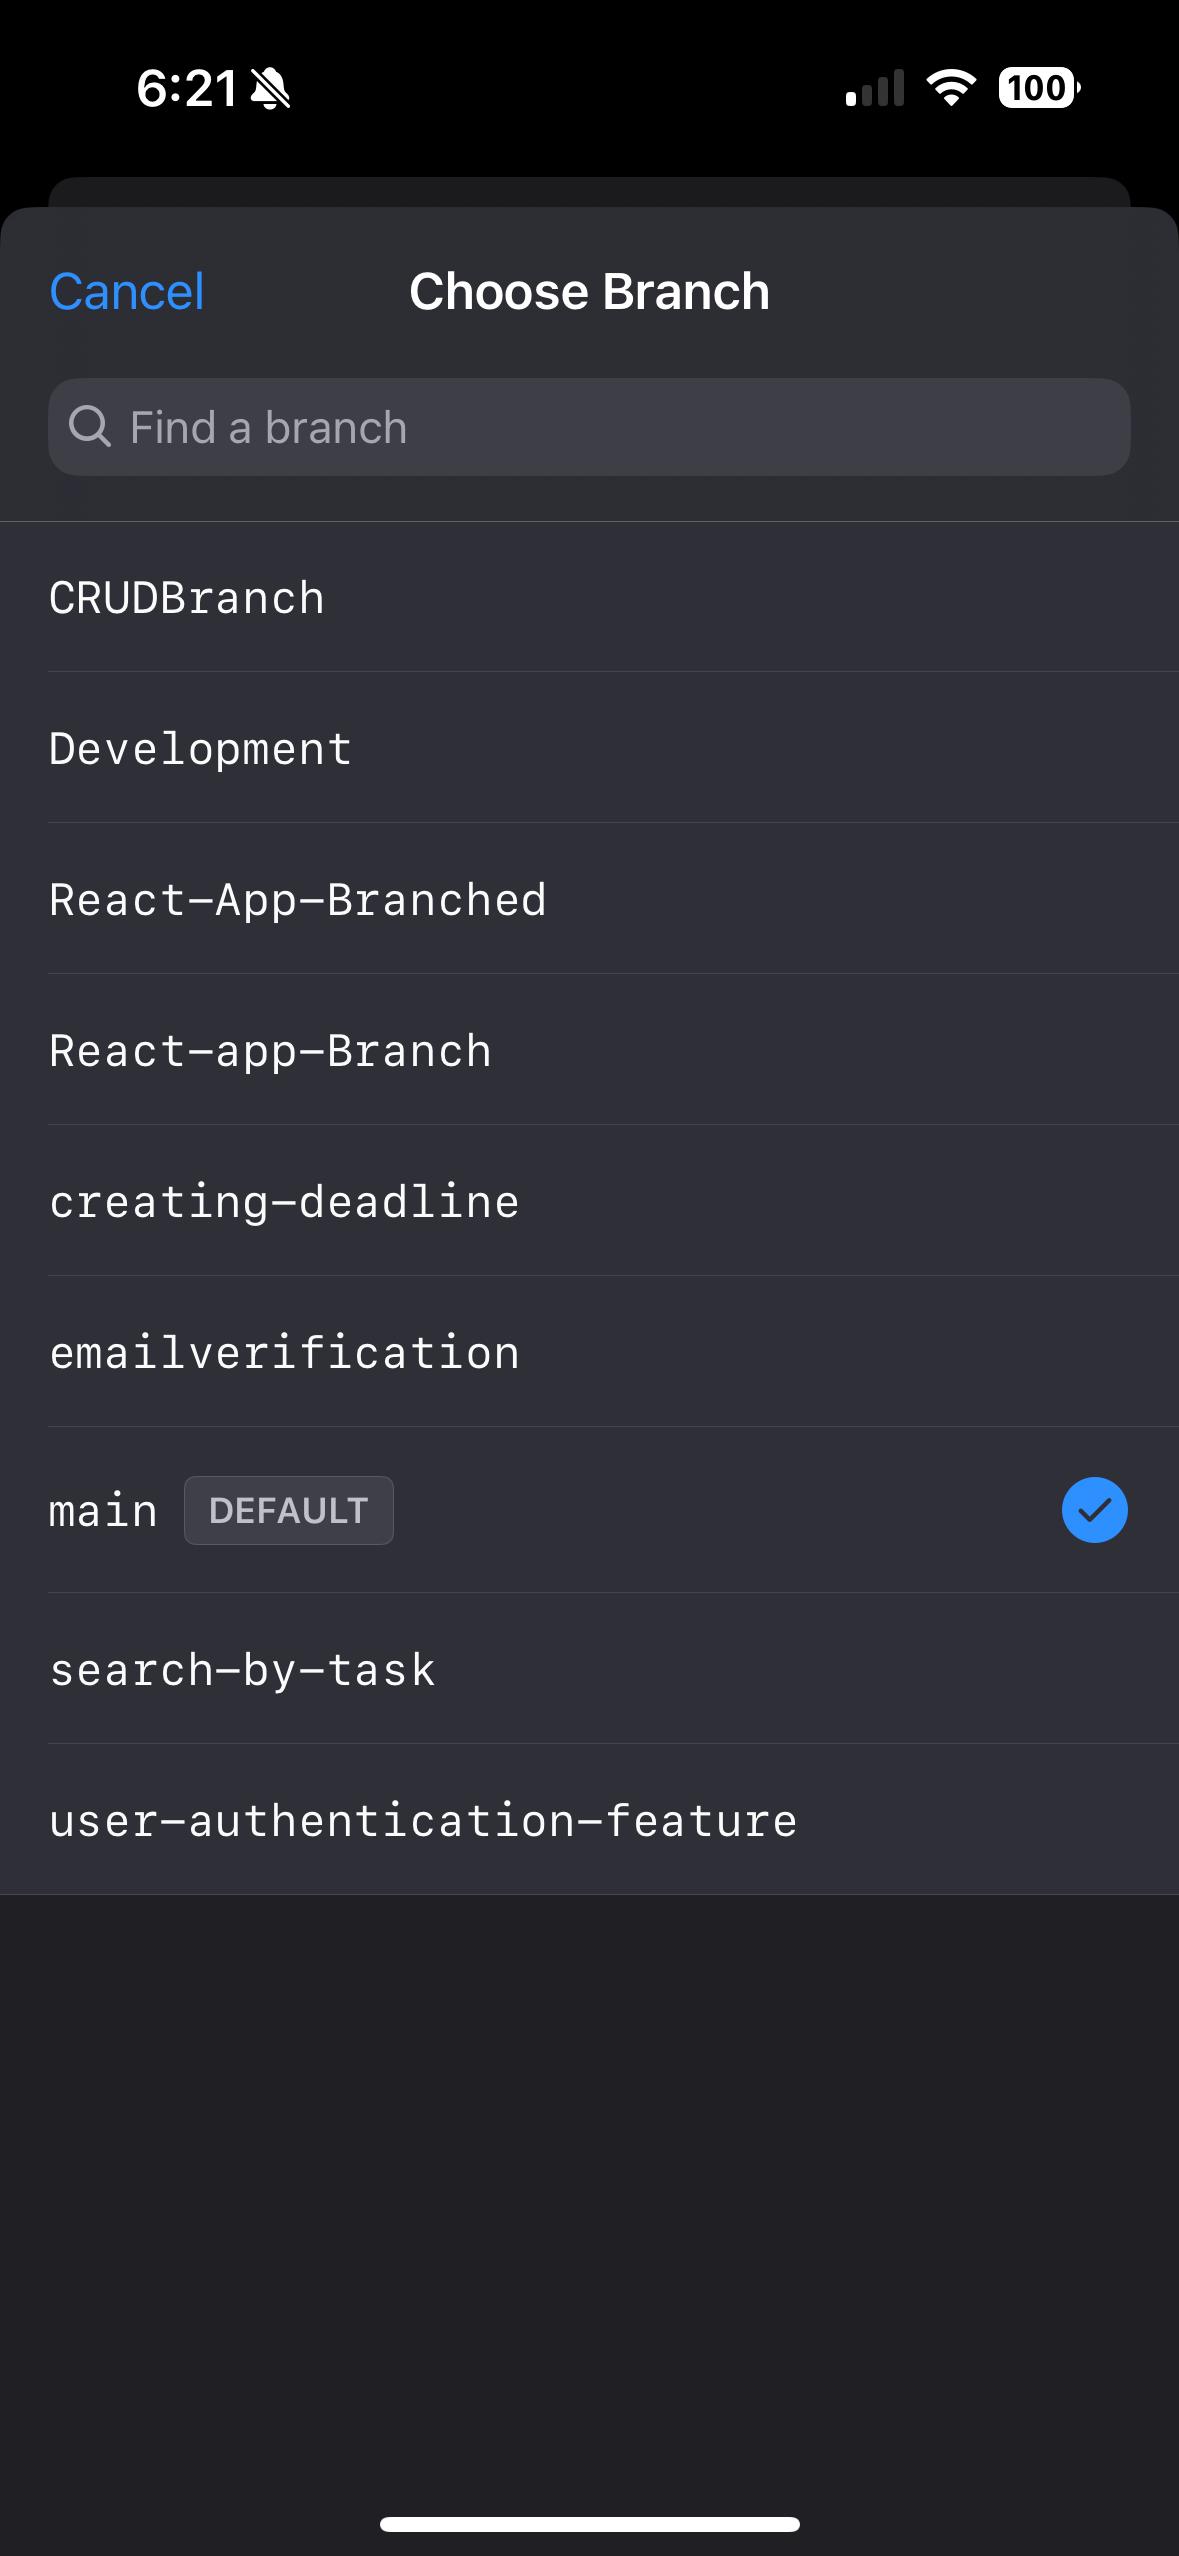 6:21
100
Cancel
Choose Branch
Find a branch
CRUDBranch
Development
React-App-Branched
React-app-Branch
creating-deadline
emailverification
main DEFAULT
search-by-task
user-authentication-feature